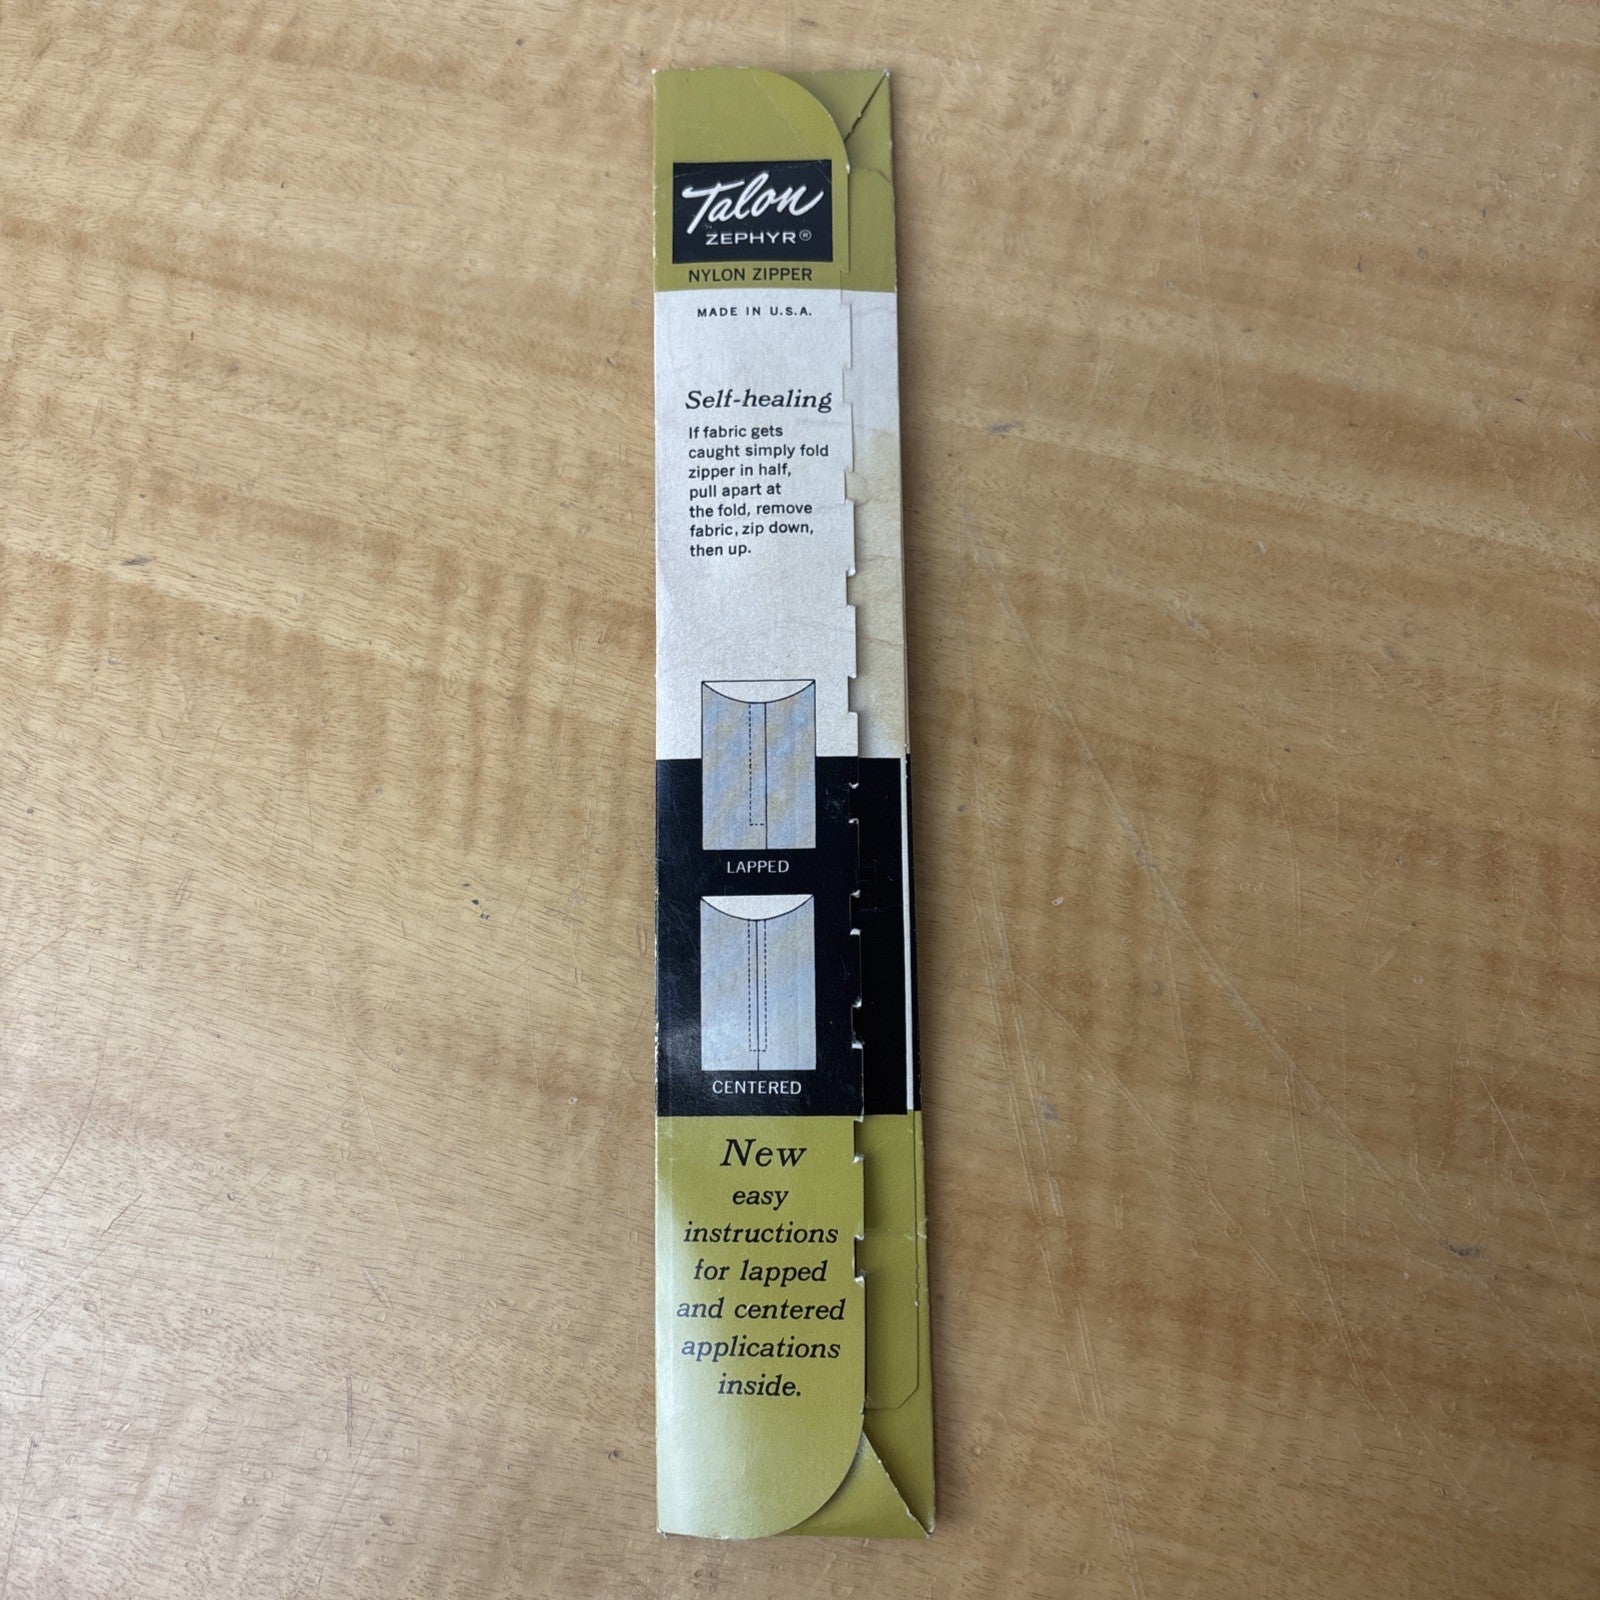 Talon
ZEPHYR®
NYLON ZIPPER
MADE IN U.S.A.
Self-healing
If fabric gets
caught simply fold
zipper in half,
pull apart at
the fold, remove
fabric, zip down,
then up.
LAPPED
CENTERED
New
easy
instructions
for lapped
and centered
applications
inside.